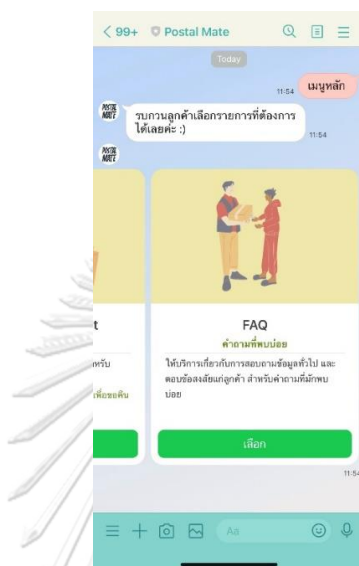 99+ Postal Mate
Today
11:54
เมนูหลัก
POSTAL
MATE
รบกวนลูกค้าเลือกรายการที่ต้องการ
ได้เลยค่ะ :)
11:54
POSTAL
MATE
t
FAQ
คำถามที่พบบ่อย
หรับ
ให้บริการเกี่ยวกับการสอบถามข้อมูลทั่วไป และ
ตอบข้อสงสัยแก่ลูกค้า สำหรับคำถามที่มักพบ
เพื่อขอคืน
บ่อย
เลือก
11:54
Aa